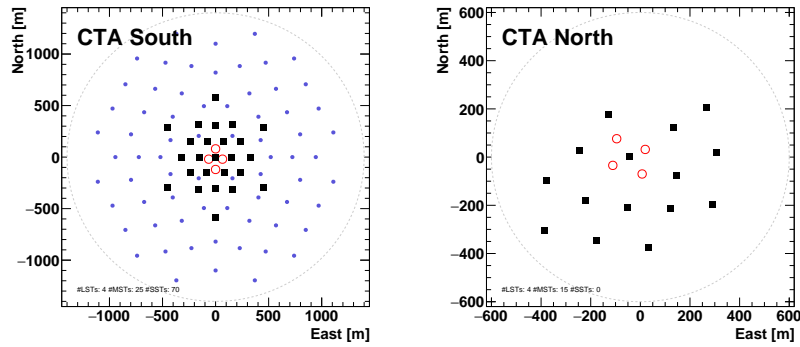 CTA South
North [m]
1000
500
0
−500
−1000
#LSTs: 4 #MSTs: 25 #SSTs: 70
−1000 −500 0 500 1000
East [m]
CTA North
North [m]
600
400
200
0
−200
−400
−600
#LSTs: 4 #MSTs: 15 #SSTs: 0
−600 −400 −200 0 200 400 600
East [m]